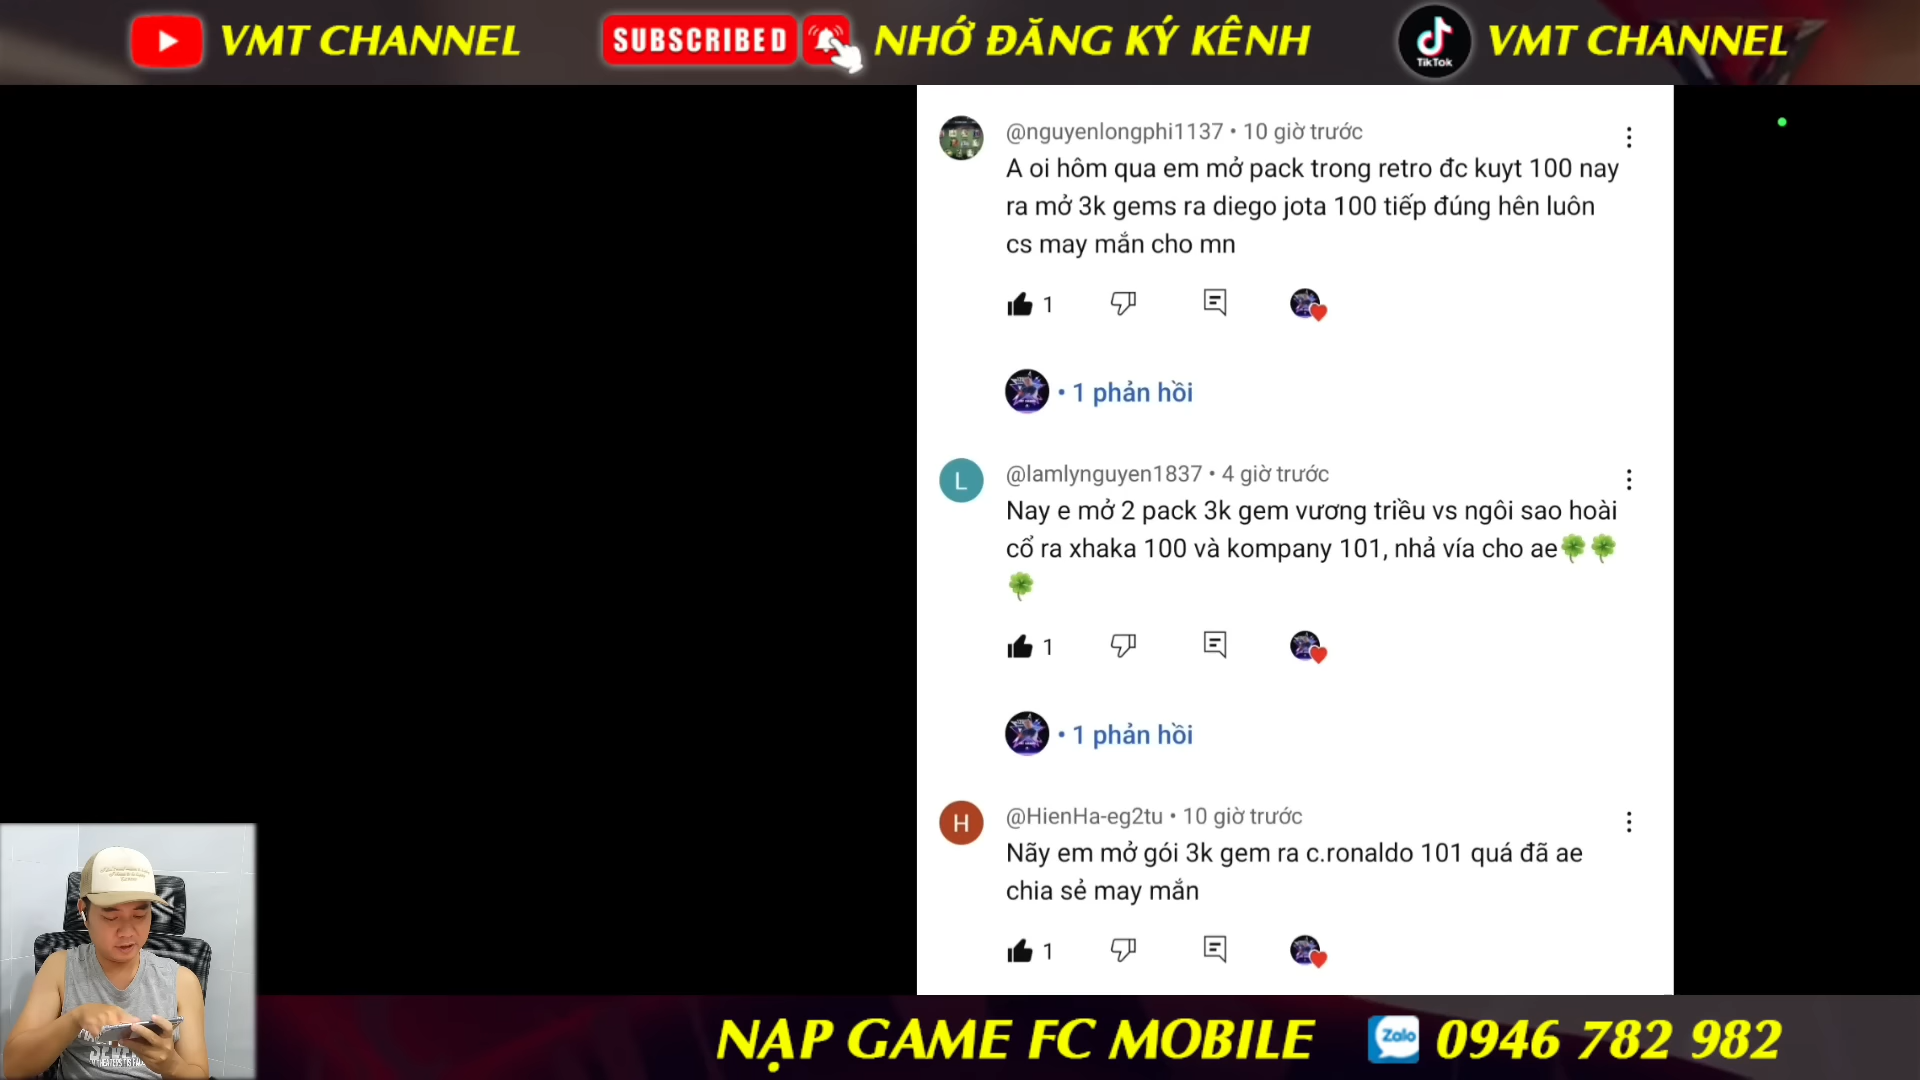 VMT CHANNEL
SUBSCRIBED
NHỚ ĐĂNG KÝ KÊNH
TikTok
VMT CHANNEL
@nguyenlongphi1137 • 10 giờ trước
A oi hôm qua em mở pack trong retro đc kuyt 100 nay
ra mở 3k gems ra diego jota 100 tiếp đúng hên luôn
cs may mắn cho mn
1
• 1 phản hồi
L
@lamlynguyen1837 • 4 giờ trước
Nay e mở 2 pack 3k gem vương triều vs ngôi sao hoài
cổ ra xhaka 100 và kompany 101, nhả vía cho ae🍀🍀
🍀
1
• 1 phản hồi
H
@HienHa-eg2tu • 10 giờ trước
Nãy em mở gói 3k gem ra c.ronaldo 101 quá đã ae
chia sẻ may mắn
1
NẠP GAME FC MOBILE
Zalo
0946 782 982